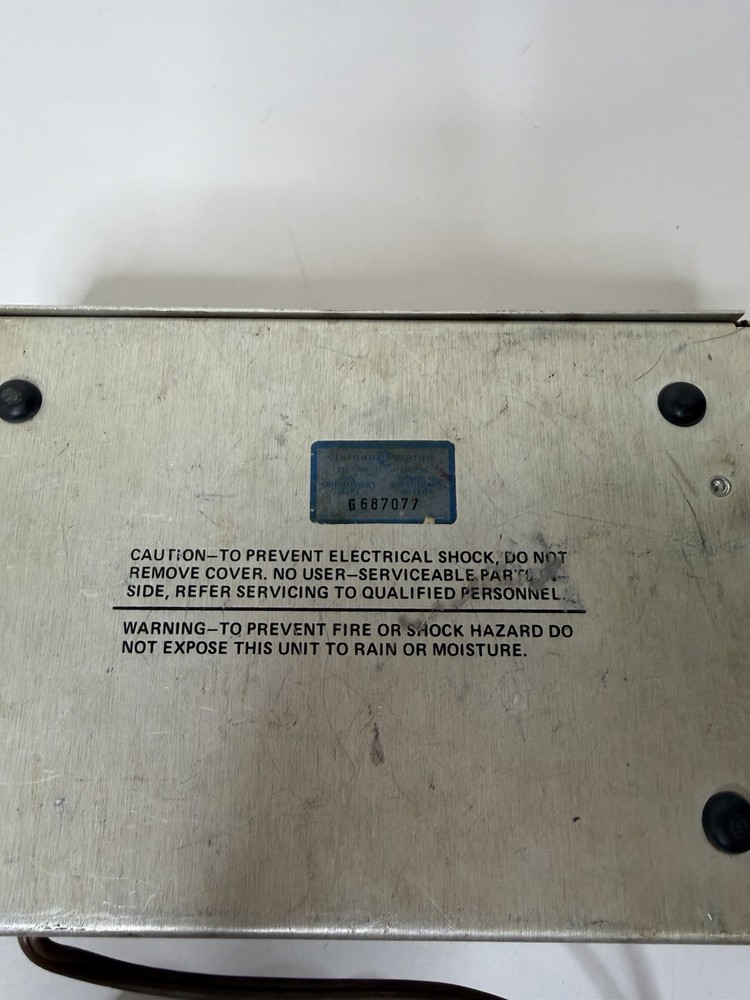 G687077
CAUTION—TO PREVENT ELECTRICAL SHOCK, DO NOT
REMOVE COVER. NO USER—SERVICEABLE PARTS IN—
SIDE, REFER SERVICING TO QUALIFIED PERSONNEL.
WARNING—TO PREVENT FIRE OR SHOCK HAZARD DO
NOT EXPOSE THIS UNIT TO RAIN OR MOISTURE.